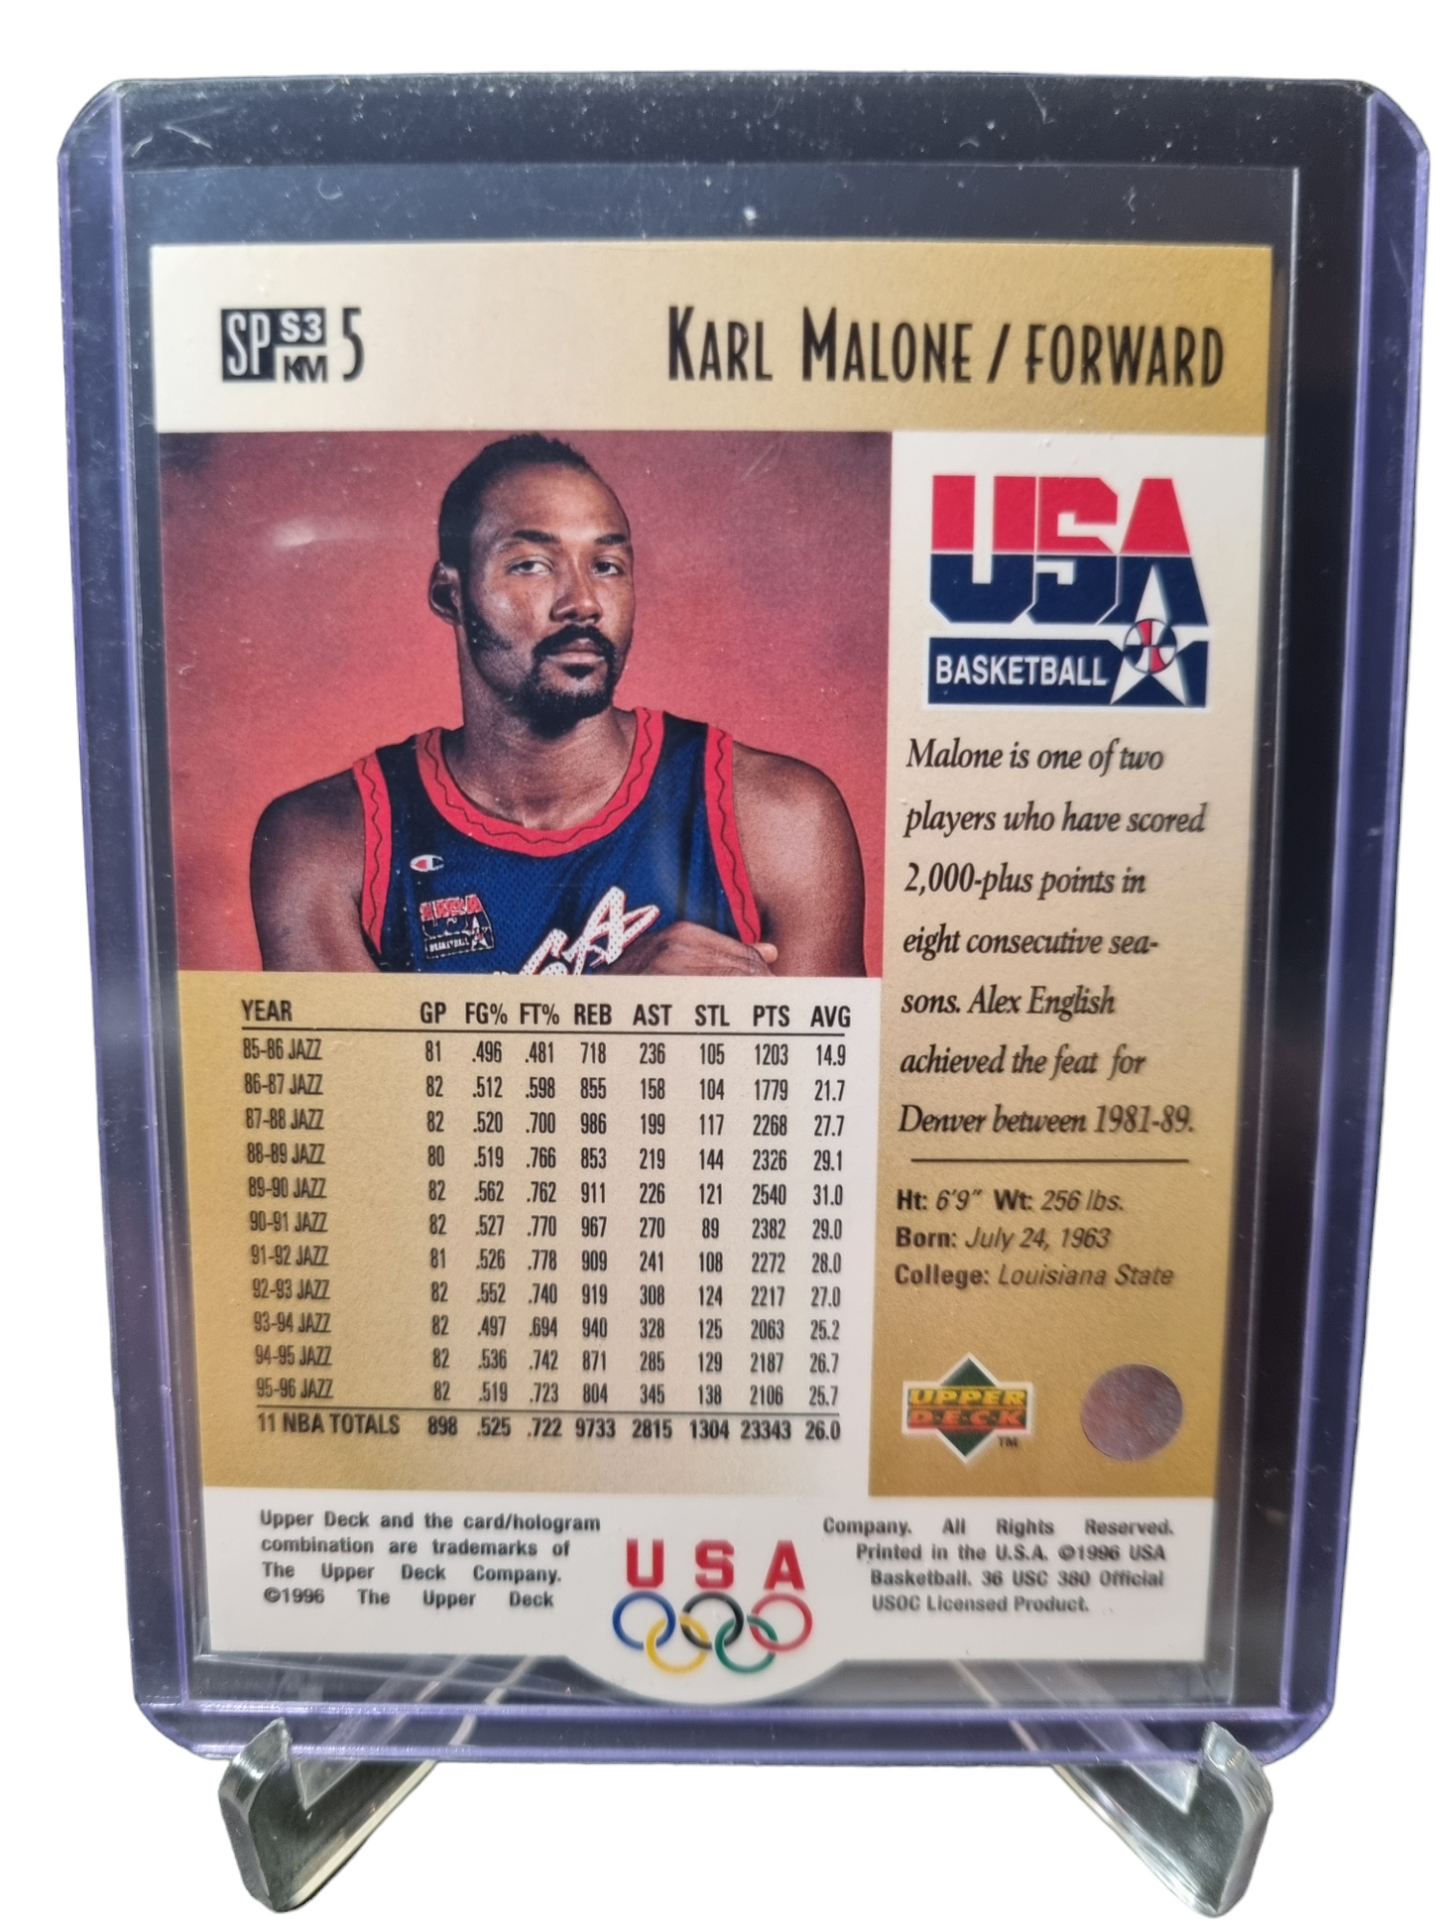 SP S3 KM 5
KARL MALONE / FORWARD
USA
BASKETBALL
Malone is one of two
players who have scored
2,000-plus points in
eight consecutive sea-
sons. Alex English
achieved the feat for
Denver between 1981-89.
Ht: 6'9" Wt: 256 lbs.
Born: July 24, 1963
College: Louisiana State
UPPER
DECK
TM
YEAR GP FG% FT% REB AST STL PTS AVG
85-86 JAZZ 81 .496 .481 718 236 105 1203 14.9
86-87 JAZZ 82 .512 .598 855 158 104 1779 21.7
87-88 JAZZ 82 .520 .700 986 199 117 2268 27.7
88-89 JAZZ 80 .519 .766 853 219 144 2326 29.1
89-90 JAZZ 82 .562 .762 911 226 121 2540 31.0
90-91 JAZZ 82 .527 .770 967 270 89 2382 29.0
91-92 JAZZ 81 .526 .778 909 241 108 2272 28.0
92-93 JAZZ 82 .552 .740 919 308 124 2217 27.0
93-94 JAZZ 82 .497 .694 940 328 125 2063 25.2
94-95 JAZZ 82 .536 .742 871 285 129 2187 26.7
95-96 JAZZ 82 .519 .723 804 345 138 2106 25.7
11 NBA TOTALS 898 .525 .722 9733 2815 1304 23343 26.0
Upper Deck and the card/hologram
combination are trademarks of
The Upper Deck Company.
©1996 The Upper Deck
USA
Company. All Rights Reserved.
Printed in the U.S.A. ©1996 USA
Basketball. 36 USC 380 Official
USOC Licensed Product.